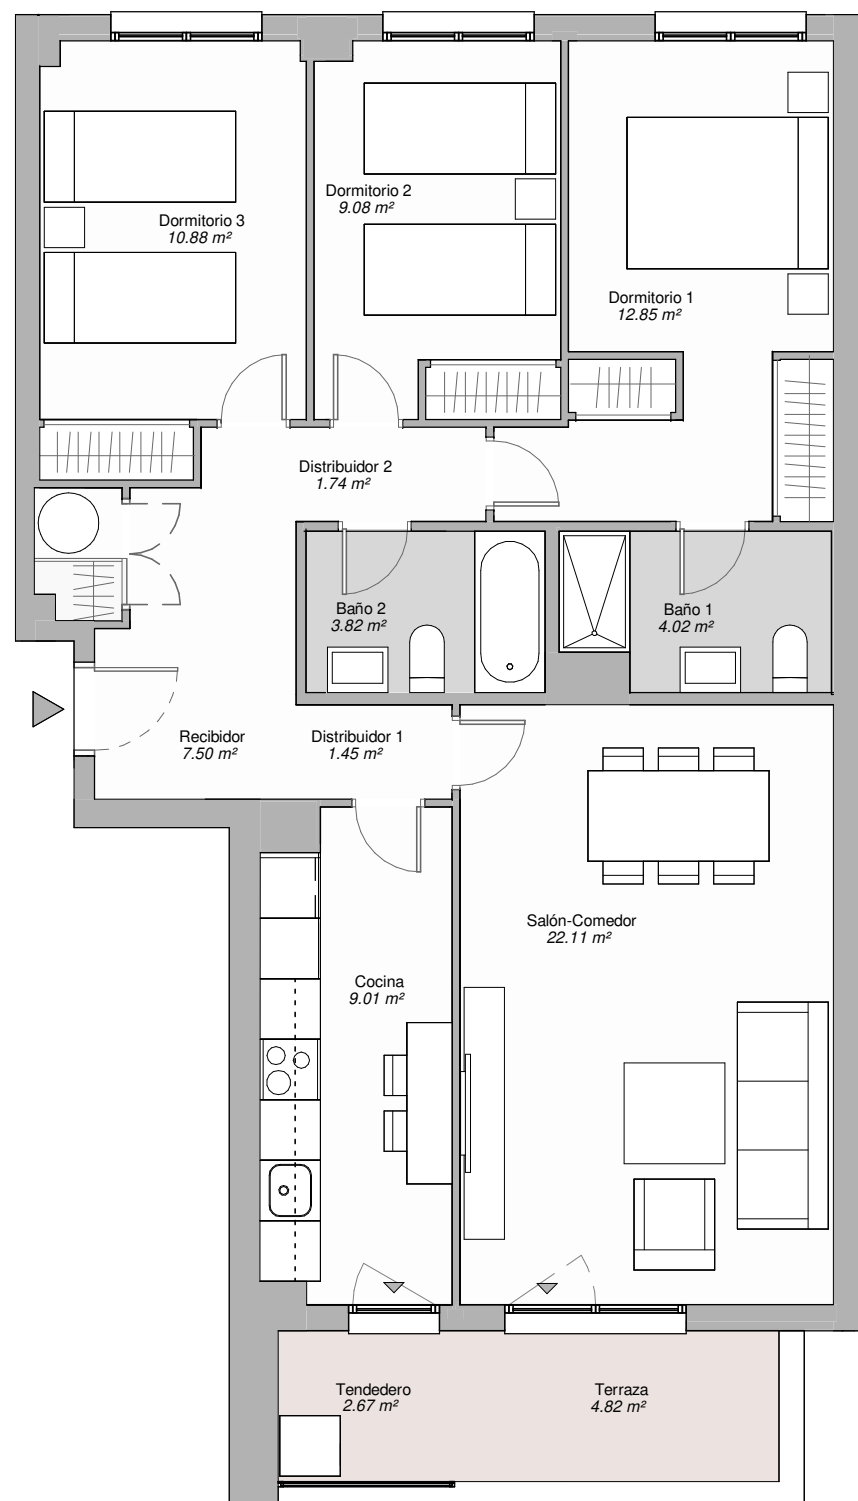 Dormitorio 2
9.08 m²
Dormitorio 3
10.88 m²
Dormitorio 1
12.85 m²
Distribuidor 2
1.74 m²
Baño 2
3.82 m²
Baño 1
4.02 m²
Recibidor
7.50 m²
Distribuidor 1
1.45 m²
Salón-Comedor
22.11 m²
Cocina
9.01 m²
Tendedero
2.67 m²
Terraza
4.82 m²